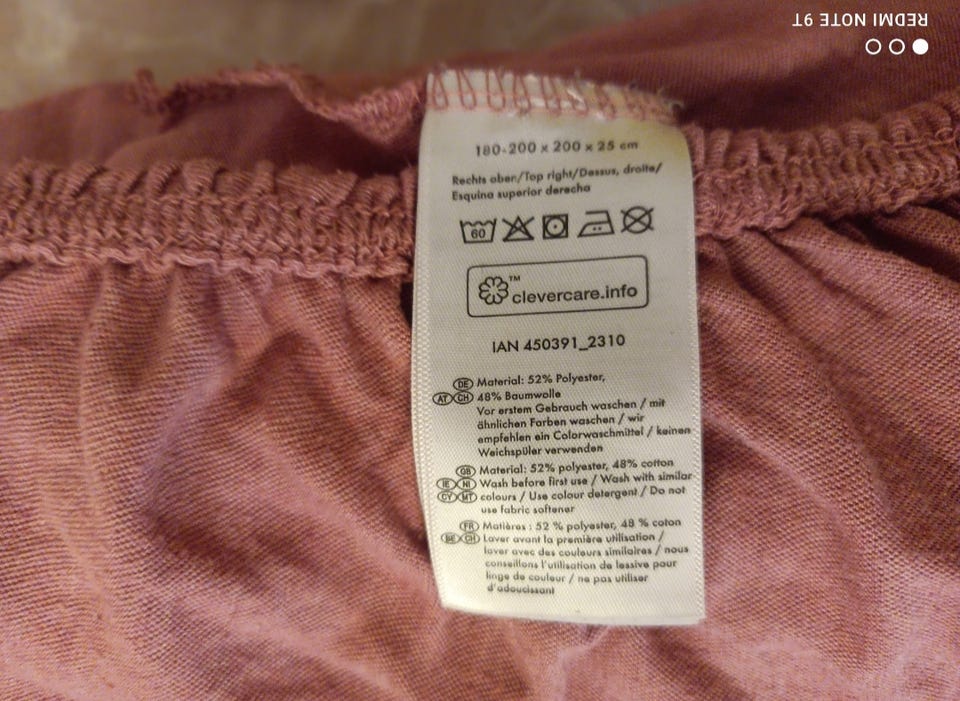 REDMI NOTE 9T
180-200 x 200 x 25 cm
Rechts oben/Top right/Dessus, droite/
Esquina superior derecha
60
™
clevercare.info
IAN 450391_2310
DE Material: 52% Polyester,
AT CH 48% Baumwolle
Vor erstem Gebrauch waschen / mit
ähnlichen Farben waschen / wir
empfehlen ein Colorwaschmittel / keinen
Weichspüler verwenden
GB Material: 52% polyester, 48% cotton
IE NI Wash before first use / Wash with similar
CY MT colours / Use colour detergent / Do not
use fabric softener
FR Matières : 52 % polyester, 48 % coton
BE CH Laver avant la première utilisation /
laver avec des couleurs similaires / nous
conseillons l'utilisation de lessive pour
linge de couleur / ne pas utiliser
d'adoucissant